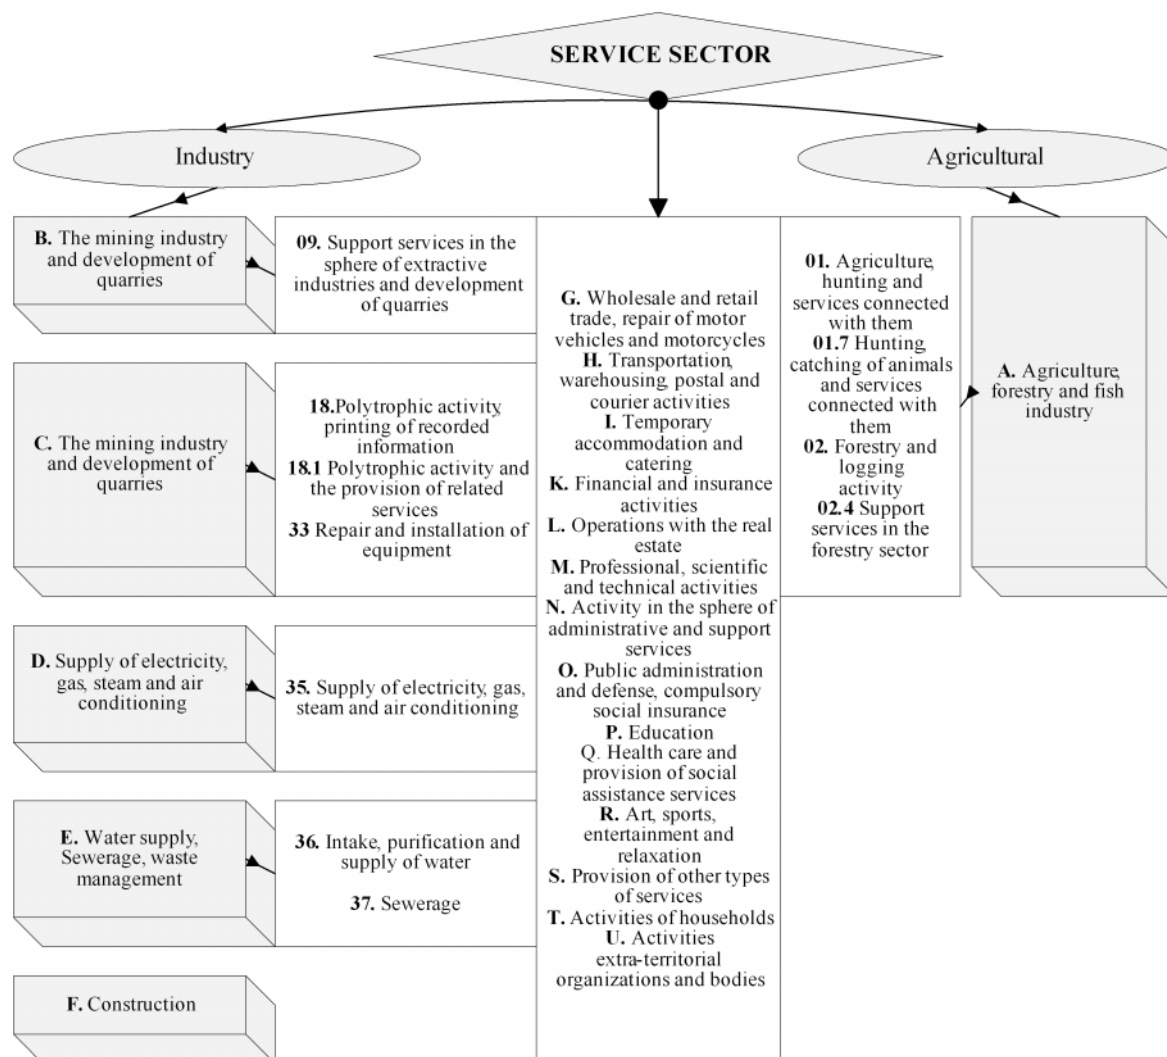 SERVICE SECTOR
Industry
Agricultural
B. The mining industry
and development of
quarries
09. Support services in the
sphere of extractive
industries and development
of quarries
C. The mining industry
and development of
quarries
18.Polytrophic activity,
printing of recorded
information
18.1 Polytrophic activity and
the provision of related
services
33 Repair and installation of
equipment
D. Supply of electricity,
gas, steam and air
conditioning
35. Supply of electricity, gas,
steam and air conditioning
E. Water supply,
Sewerage, waste
management
36. Intake, purification and
supply of water
37. Sewerage
F. Construction
G. Wholesale and retail
trade, repair of motor
vehicles and motorcycles
H. Transportation,
warehousing, postal and
courier activities
I. Temporary
accommodation and
catering
K. Financial and insurance
activities
L. Operations with the real
estate
M. Professional, scientific
and technical activities
N. Activity in the sphere of
administrative and support
services
O. Public administration
and defense, compulsory
social insurance
P. Education
Q. Health care and
provision of social
assistance services
R. Art, sports,
entertainment and
relaxation
S. Provision of other types
of services
T. Activities of households
U. Activities
extra-territorial
organizations and bodies
01. Agriculture,
hunting and
services connected
with them
01.7 Hunting,
catching of animals
and services
connected with
them
02. Forestry and
logging
activity
02.4 Support
services in the
forestry sector
A. Agriculture,
forestry and fish
industry